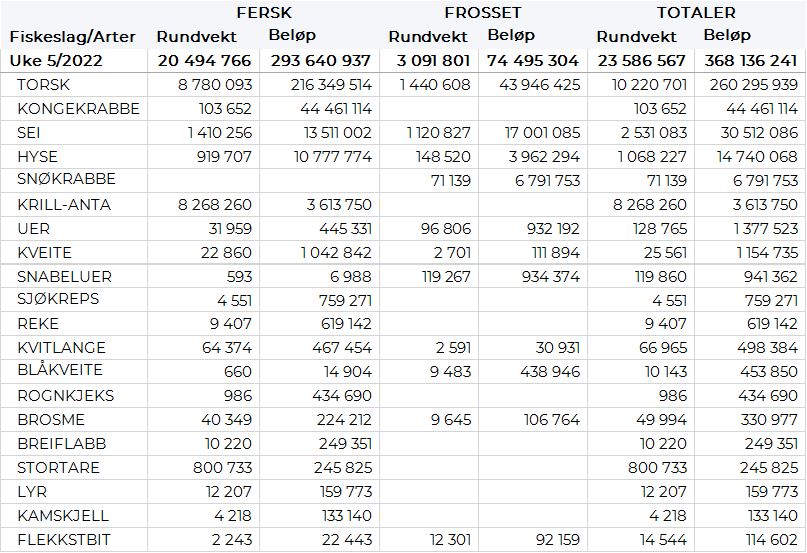 FERSK FROSSET TOTALER
Fiskeslag/Arter Rundvekt Beløp Rundvekt Beløp Rundvekt Beløp
Uke 5/2022 20 494 766 293 640 937 3 091 801 74 495 304 23 586 567 368 136 241
TORSK 8 780 093 216 349 514 1 440 608 43 946 425 10 220 701 260 295 939
KONGEKRABBE 103 652 44 461 114 103 652 44 461 114
SEI 1 410 256 13 511 002 1 120 827 17 001 085 2 531 083 30 512 086
HYSE 919 707 10 777 774 148 520 3 962 294 1 068 227 14 740 068
SNØKRABBE 71 139 6 791 753 71 139 6 791 753
KRILL-ANTA 8 268 260 3 613 750 8 268 260 3 613 750
UER 31 959 445 331 96 806 932 192 128 765 1 377 523
KVEITE 22 860 1 042 842 2 701 111 894 25 561 1 154 735
SNABELUER 593 6 988 119 267 934 374 119 860 941 362
SJØKREPS 4 551 759 271 4 551 759 271
REKE 9 407 619 142 9 407 619 142
KVITLANGE 64 374 467 454 2 591 30 931 66 965 498 384
BLÅKVEITE 660 14 904 9 483 438 946 10 143 453 850
ROGNKJEKS 986 434 690 986 434 690
BROSME 40 349 224 212 9 645 106 764 49 994 330 977
BREIFLABB 10 220 249 351 10 220 249 351
STORTARE 800 733 245 825 800 733 245 825
LYR 12 207 159 773 12 207 159 773
KAMSKJELL 4 218 133 140 4 218 133 140
FLEKKSTBIT 2 243 22 443 12 301 92 159 14 544 114 602